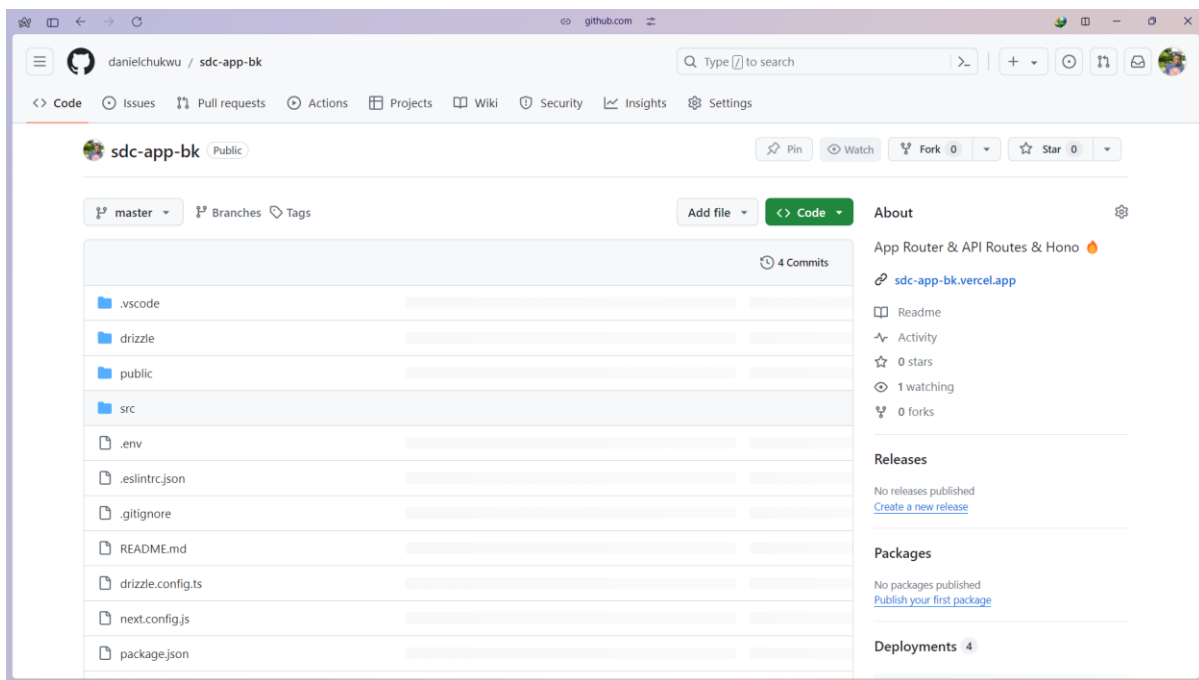 github.com
danielchukwu / sdc-app-bk
Type / to search
Code Issues Pull requests Actions Projects Wiki Security Insights Settings
sdc-app-bk Public
Pin Watch Fork 0 Star 0
master Branches Tags Add file Code
4 Commits
.vscode
drizzle
public
src
.env
.eslintrc.json
.gitignore
README.md
drizzle.config.ts
next.config.js
package.json
About
App Router & API Routes & Hono 🔥
sdc-app-bk.vercel.app
Readme
Activity
0 stars
1 watching
0 forks
Releases
No releases published
Create a new release
Packages
No packages published
Publish your first package
Deployments 4